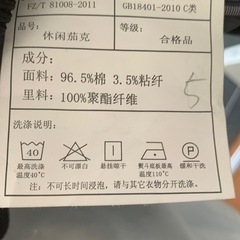 FZ/T 81008-2011 GB18401-2010 C类
品号: 等级:
休闲茄克 合格品
成分:
面料: 96.5%棉 3.5%粘纤
里料: 100%聚酯纤维
5
洗涤说明:
40
最高洗涤温度40℃ 不可漂白 悬挂晾干 熨斗底板最高温度110℃ 缓和干洗
注: 不可长时间浸泡, 请与其它衣物分开洗涤。